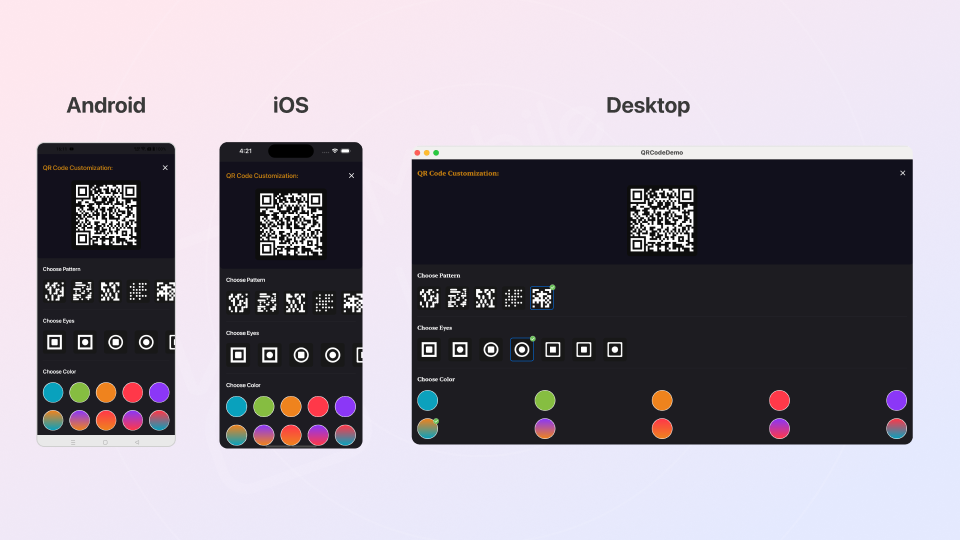 Android
iOS
Desktop
QR Code Customization:
Choose Pattern
Choose Eyes
Choose Color
4:21
QR Code Customization:
Choose Pattern
Choose Eyes
Choose Color
QRCodeDemo
QR Code Customization:
Choose Pattern
Choose Eyes
Choose Color